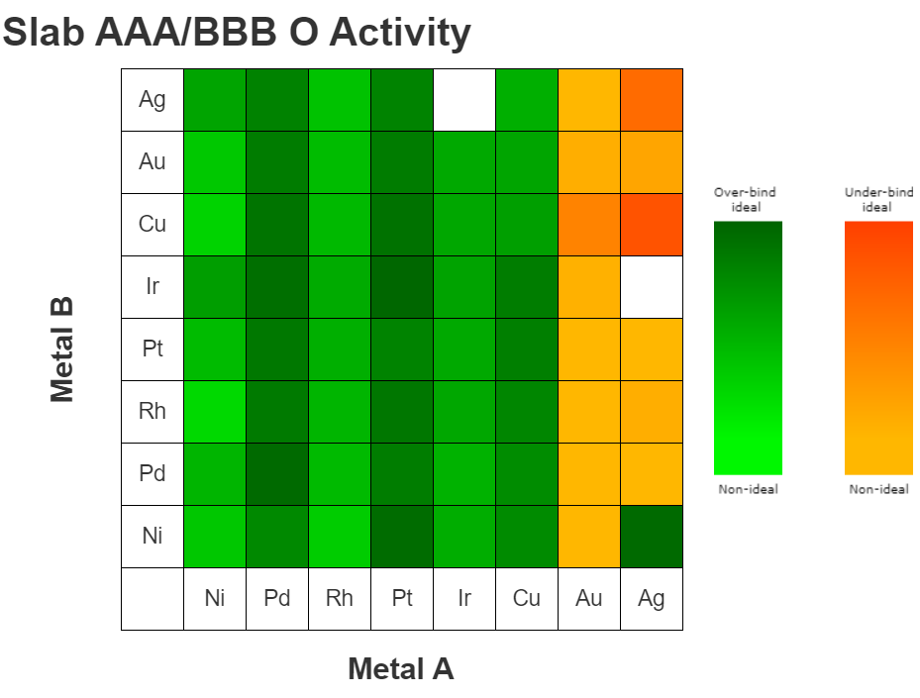 Slab AAA/BBB O Activity
Ag
Au
Cu
Ir
Pt
Rh
Pd
Ni
Metal B
Ni Pd Rh Pt Ir Cu Au Ag
Metal A
Over-bind
ideal
Non-ideal
Under-bind
ideal
Non-ideal